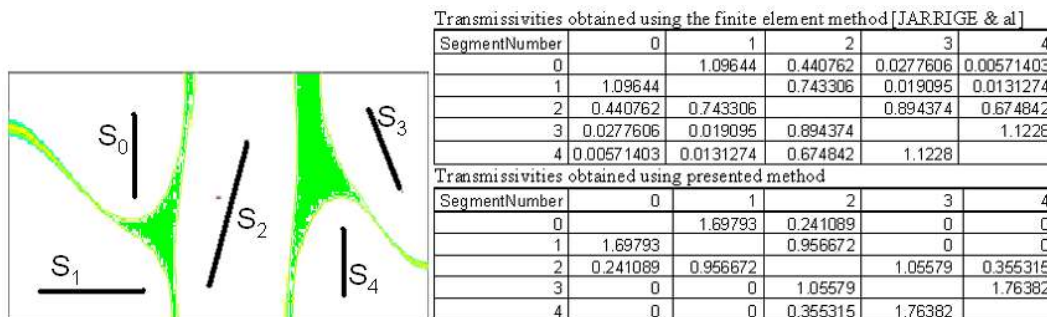 S0
S3
S2
S1
S4
Transmissivities obtained using the finite element method [JARRIGE & al]
SegmentNumber 0 1 2 3 4
0 1.09644 0.440762 0.0277606 0.00571403
1 1.09644 0.743306 0.019095 0.0131274
2 0.440762 0.743306 0.894374 0.674842
3 0.0277606 0.019095 0.894374 1.1228
4 0.00571403 0.0131274 0.674842 1.1228
Transmissivities obtained using presented method
SegmentNumber 0 1 2 3 4
0 1.69793 0.241089 0 0
1 1.69793 0.956672 0 0
2 0.241089 0.956672 1.05579 0.355315
3 0 0 1.05579 1.76382
4 0 0 0.355315 1.76382